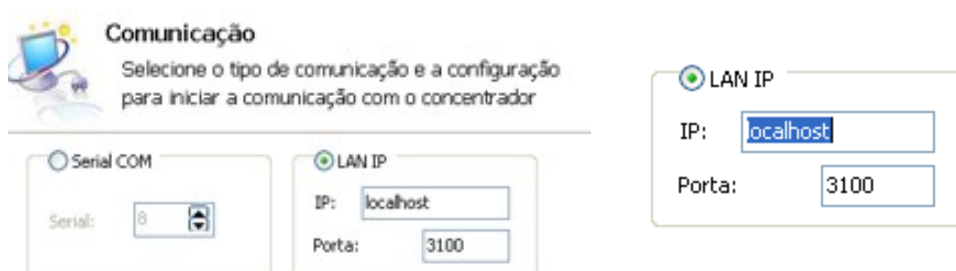 Comunicação
Selecione o tipo de comunicação e a configuração
para iniciar a comunicação com o concentrador
Serial COM
Serial: 8
LAN IP
IP: localhost
Porta: 3100
LAN IP
IP: localhost
Porta: 3100